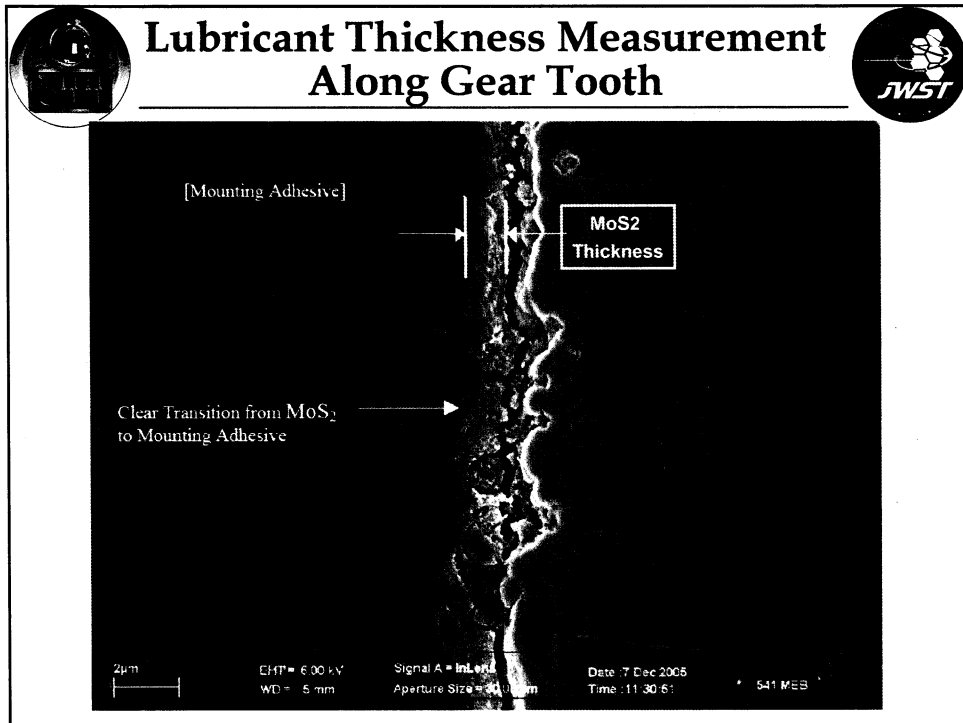 Lubricant Thickness Measurement
Along Gear Tooth
JWST
[Mounting Adhesive]
MoS2
Thickness
Clear Transition from MoS₂
to Mounting Adhesive
2µm
EHT = 6.00 kV
Signal A = InLens
Date :7 Dec 2005
WD = 5 mm
Aperture Size =
Time :11:30:51
541 MEB